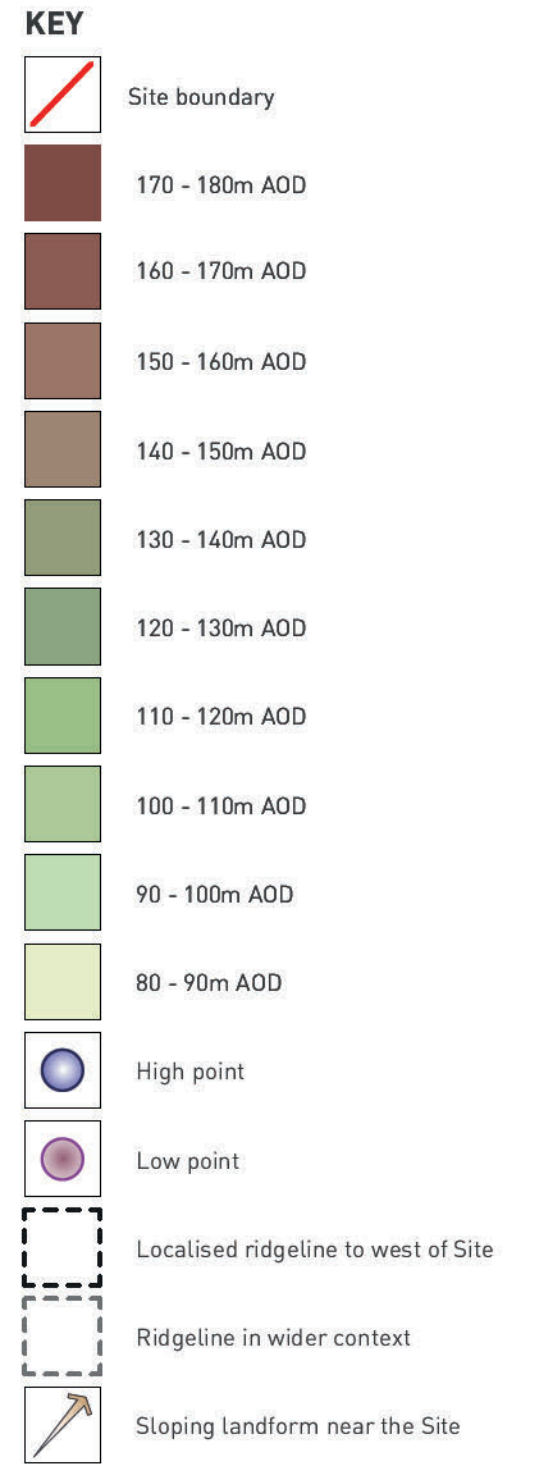 KEY
Site boundary
170 - 180m AOD
160 - 170m AOD
150 - 160m AOD
140 - 150m AOD
130 - 140m AOD
120 - 130m AOD
110 - 120m AOD
100 - 110m AOD
90 - 100m AOD
80 - 90m AOD
High point
Low point
Localised ridgeline to west of Site
Ridgeline in wider context
Sloping landform near the Site